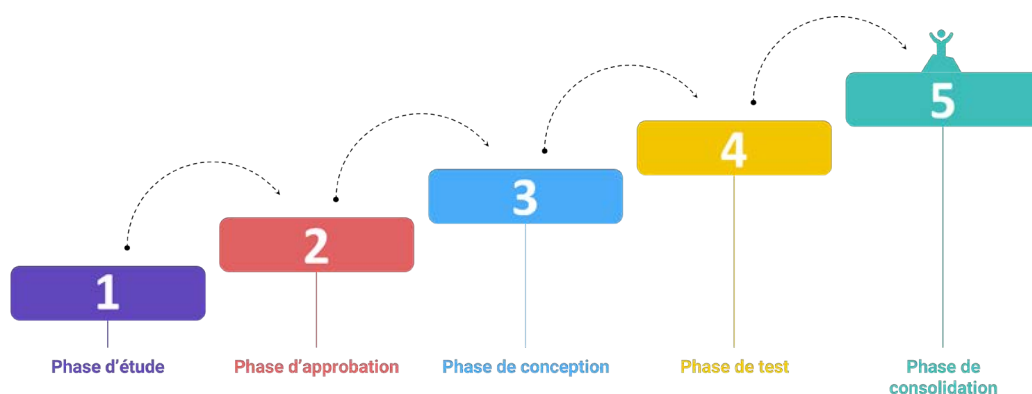 1
2
3
4
5
Phase d'étude
Phase d'approbation
Phase de conception
Phase de test
Phase de
consolidation